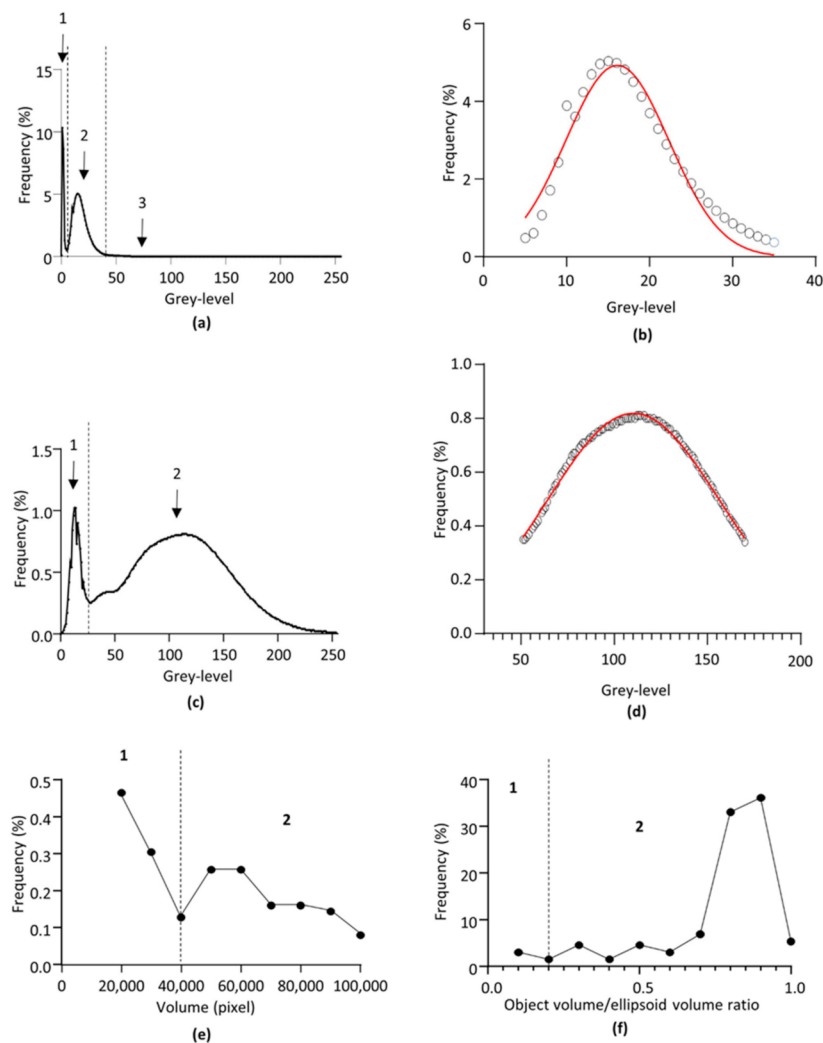 1
15
10
5
0
Frequency (%)
2
3
0 50 100 150 200 250
Grey-level
(a)
6
4
2
0
Frequency (%)
0 10 20 30 40
Grey-level
(b)
1.5
1.0
0.5
0.0
Frequency (%)
1
2
0 50 100 150 200 250
Grey-level
(c)
1.0
0.8
0.6
0.4
0.2
0.0
Frequency (%)
50 100 150 200
Grey-level
(d)
1
0.5
0.4
0.3
0.2
0.1
0.0
Frequency (%)
2
0 20,000 40,000 60,000 80,000 100,000
Volume (pixel)
(e)
40
30
20
10
0
Frequency (%)
1
2
0.0 0.5 1.0
Object volume/ellipsoid volume ratio
(f)